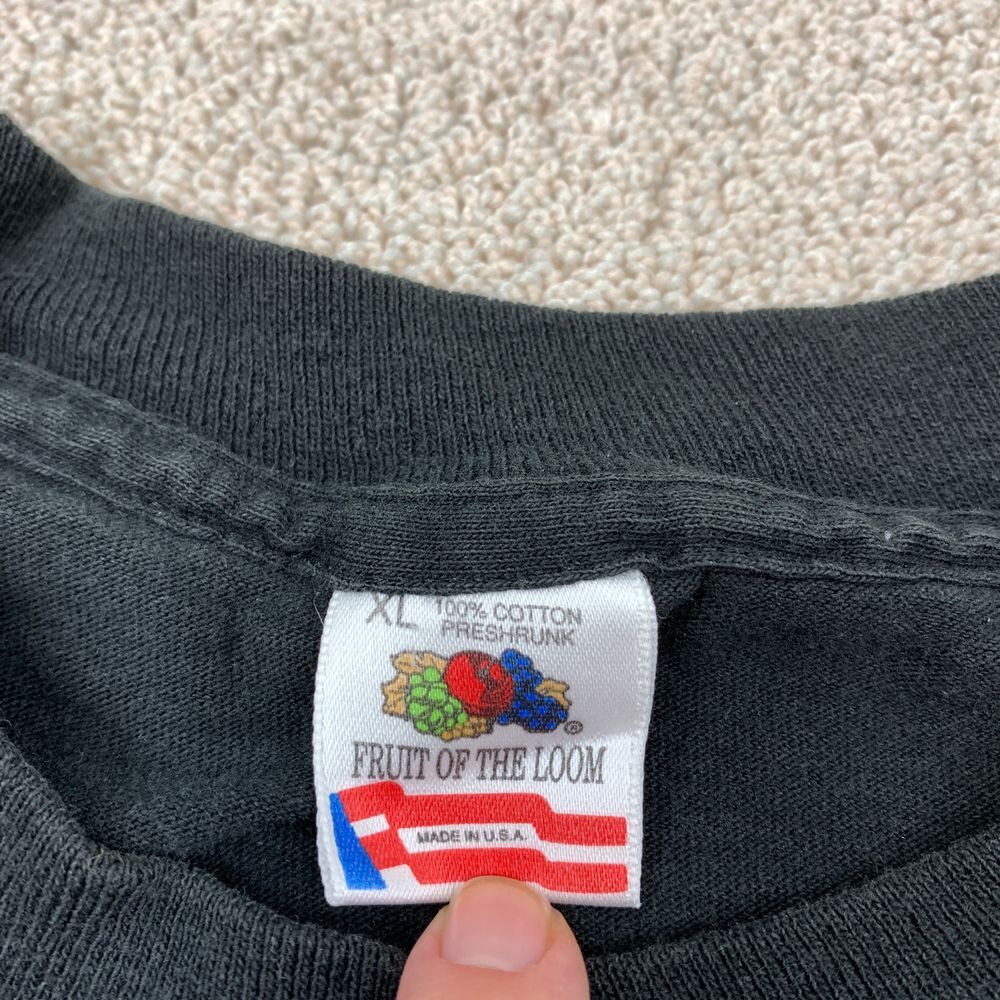 XL 100% COTTON
PRESHRUNK
®
FRUIT OF THE LOOM
MADE IN U.S.A.